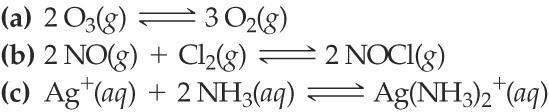 (a) 2 O₃(g) ⇌ 3 O₂(g)
(b) 2 NO(g) + Cl₂(g) ⇌ 2 NOCl(g)
(c) Ag⁺(aq) + 2 NH₃(aq) ⇌ Ag(NH₃)₂⁺(aq)